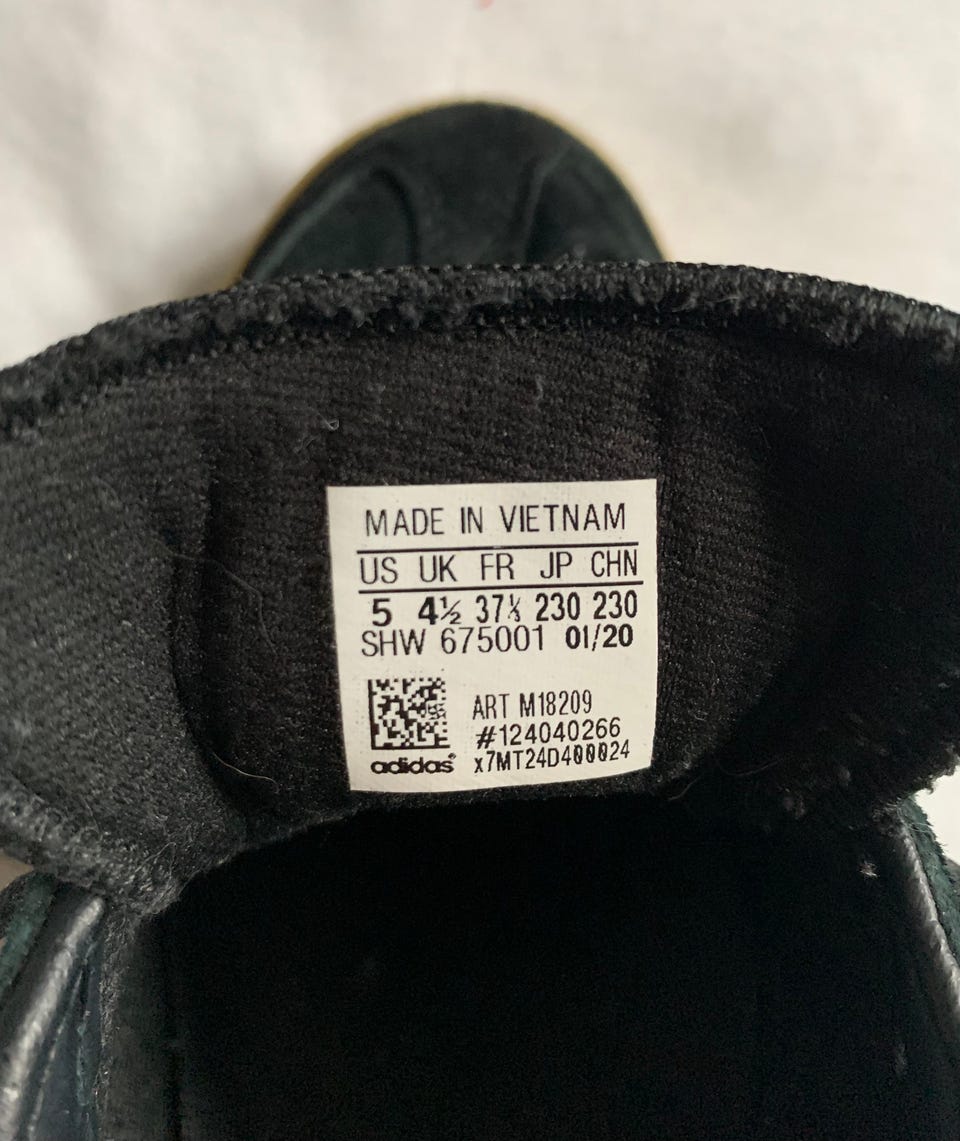 MADE IN VIETNAM
US UK FR JP CHN
5 4½ 37⅓ 230 230
SHW 675001 01/20
ART M18209
#124040266
adidas x7MT24D400024